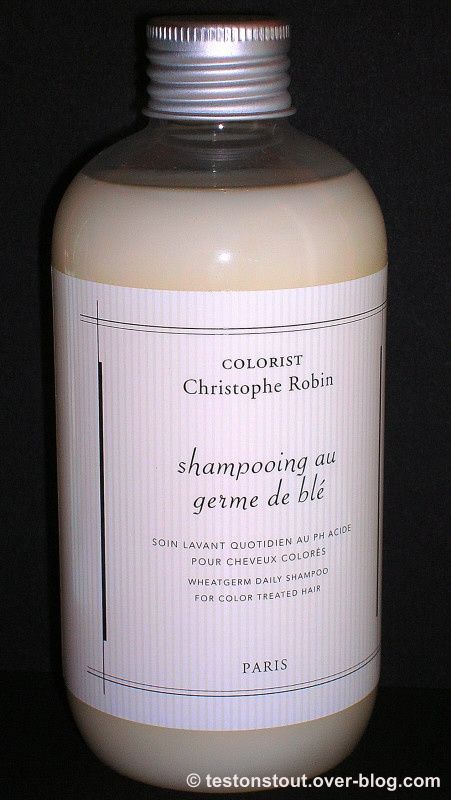 COLORIST
Christophe Robin
shampooing au
germe de blé
SOIN LAVANT QUOTIDIEN AU PH ACIDE
POUR CHEVEUX COLORÉS
WHEATGERM DAILY SHAMPOO
FOR COLOR TREATED HAIR
PARIS
© testonstout.over-blog.com